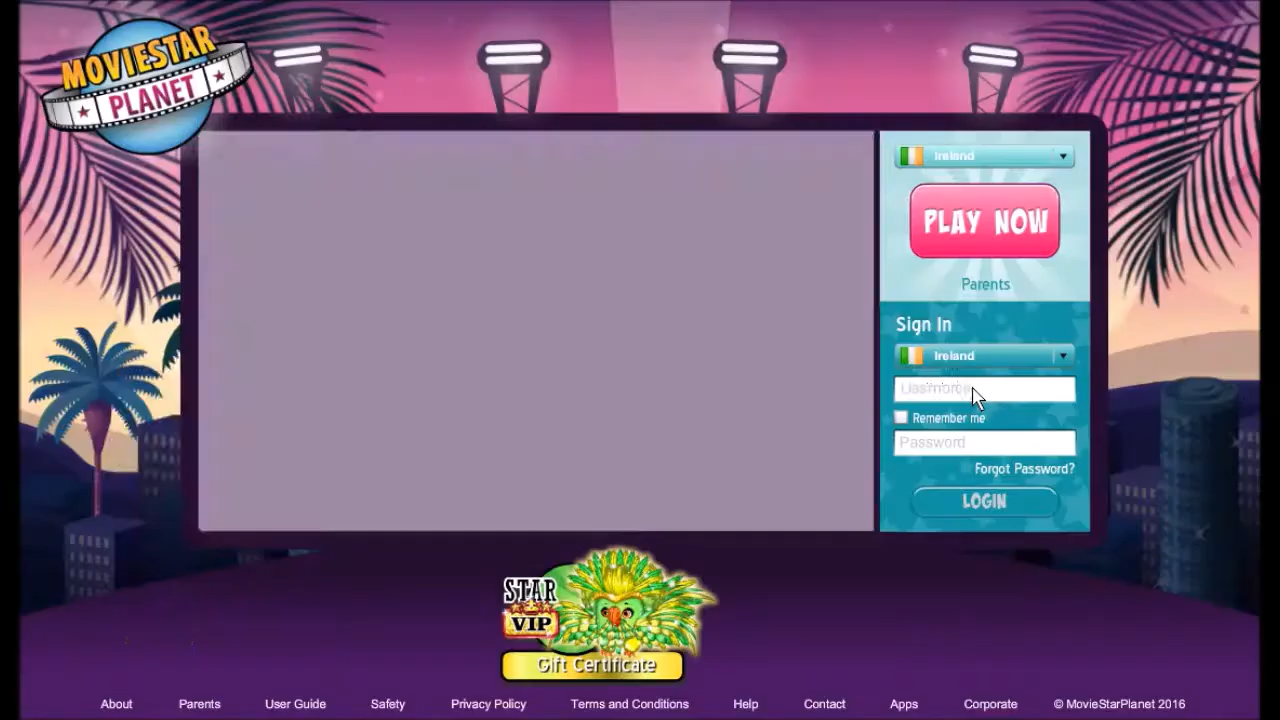 MOVIESTAR
PLANET
Ireland
PLAY NOW
Parents
Sign In
Ireland
Username
Remember me
Password
Forgot Password?
LOGIN
STAR
VIP
Gift Certificate
About Parents User Guide Safety Privacy Policy Terms and Conditions Help Contact Apps Corporate © MovieStarPlanet 2016